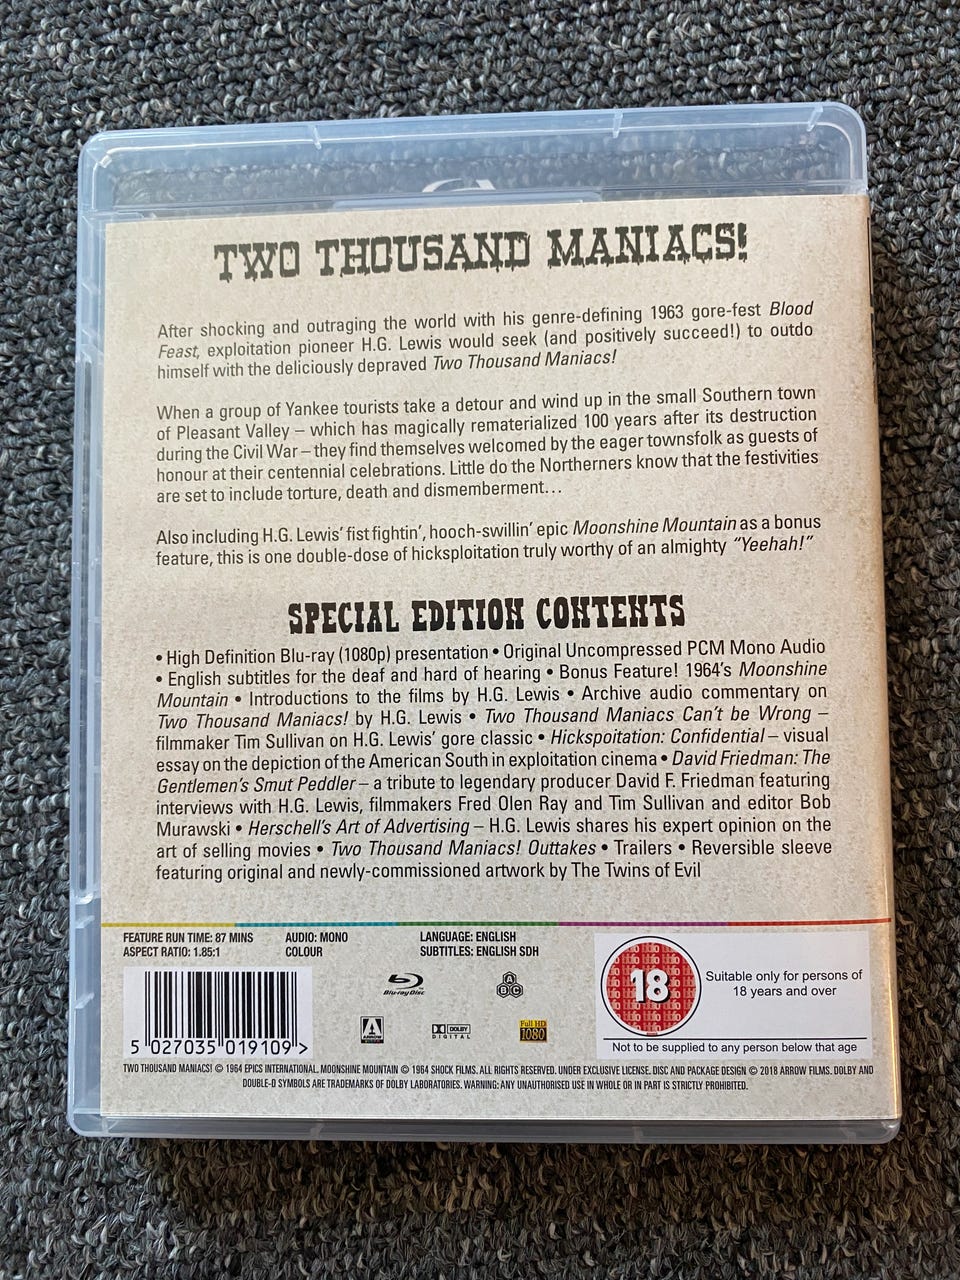 TWO THOUSAND MANIACS!
After shocking and outraging the world with his genre-defining 1963 gore-fest Blood
Feast, exploitation pioneer H.G. Lewis would seek (and positively succeed!) to outdo
himself with the deliciously depraved Two Thousand Maniacs!
When a group of Yankee tourists take a detour and wind up in the small Southern town
of Pleasant Valley – which has magically rematerialized 100 years after its destruction
during the Civil War – they find themselves welcomed by the eager townsfolk as guests of
honour at their centennial celebrations. Little do the Northerners know that the festivities
are set to include torture, death and dismemberment…
Also including H.G. Lewis' fist fightin', hooch-swillin' epic Moonshine Mountain as a bonus
feature, this is one double-dose of hicksploitation truly worthy of an almighty "Yeehah!"
SPECIAL EDITION CONTENTS
• High Definition Blu-ray (1080p) presentation • Original Uncompressed PCM Mono Audio
• English subtitles for the deaf and hard of hearing • Bonus Feature! 1964's Moonshine
Mountain • Introductions to the films by H.G. Lewis • Archive audio commentary on
Two Thousand Maniacs! by H.G. Lewis • Two Thousand Maniacs Can't be Wrong –
filmmaker Tim Sullivan on H.G. Lewis' gore classic • Hickspoitation: Confidential – visual
essay on the depiction of the American South in exploitation cinema • David Friedman: The
Gentlemen's Smut Peddler – a tribute to legendary producer David F. Friedman featuring
interviews with H.G. Lewis, filmmakers Fred Olen Ray and Tim Sullivan and editor Bob
Murawski • Herschell's Art of Advertising – H.G. Lewis shares his expert opinion on the
art of selling movies • Two Thousand Maniacs! Outtakes • Trailers • Reversible sleeve
featuring original and newly-commissioned artwork by The Twins of Evil
FEATURE RUN TIME: 87 MINS AUDIO: MONO LANGUAGE: ENGLISH
ASPECT RATIO: 1.85:1 COLOUR SUBTITLES: ENGLISH SDH
Blu-ray Disc
A B C
18
Suitable only for persons of
18 years and over
ARROW
DOLBY
DIGITAL
Full HD
1080
Not to be supplied to any person below that age
5 027035 019109 >
TWO THOUSAND MANIACS! © 1964 EPICS INTERNATIONAL. MOONSHINE MOUNTAIN © 1964 SHOCK FILMS. ALL RIGHTS RESERVED. UNDER EXCLUSIVE LICENSE. DISC AND PACKAGE DESIGN © 2018 ARROW FILMS. DOLBY AND
DOUBLE-D SYMBOLS ARE TRADEMARKS OF DOLBY LABORATORIES. WARNING: ANY UNAUTHORISED USE IN WHOLE OR IN PART IS STRICTLY PROHIBITED.